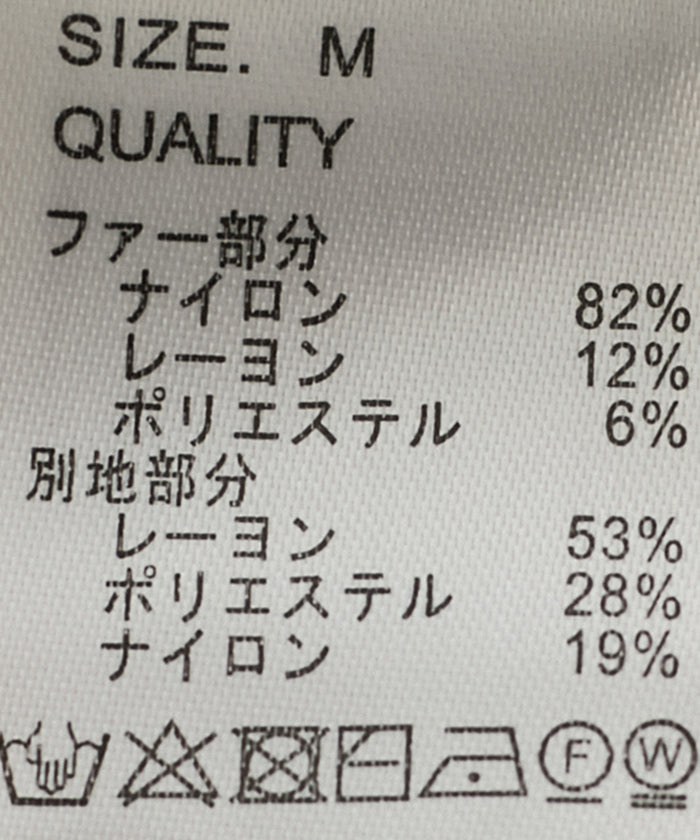 SIZE. M
QUALITY
ファー部分
ナイロン 82%
レーヨン 12%
ポリエステル 6%
別地部分
レーヨン 53%
ポリエステル 28%
ナイロン 19%
F W